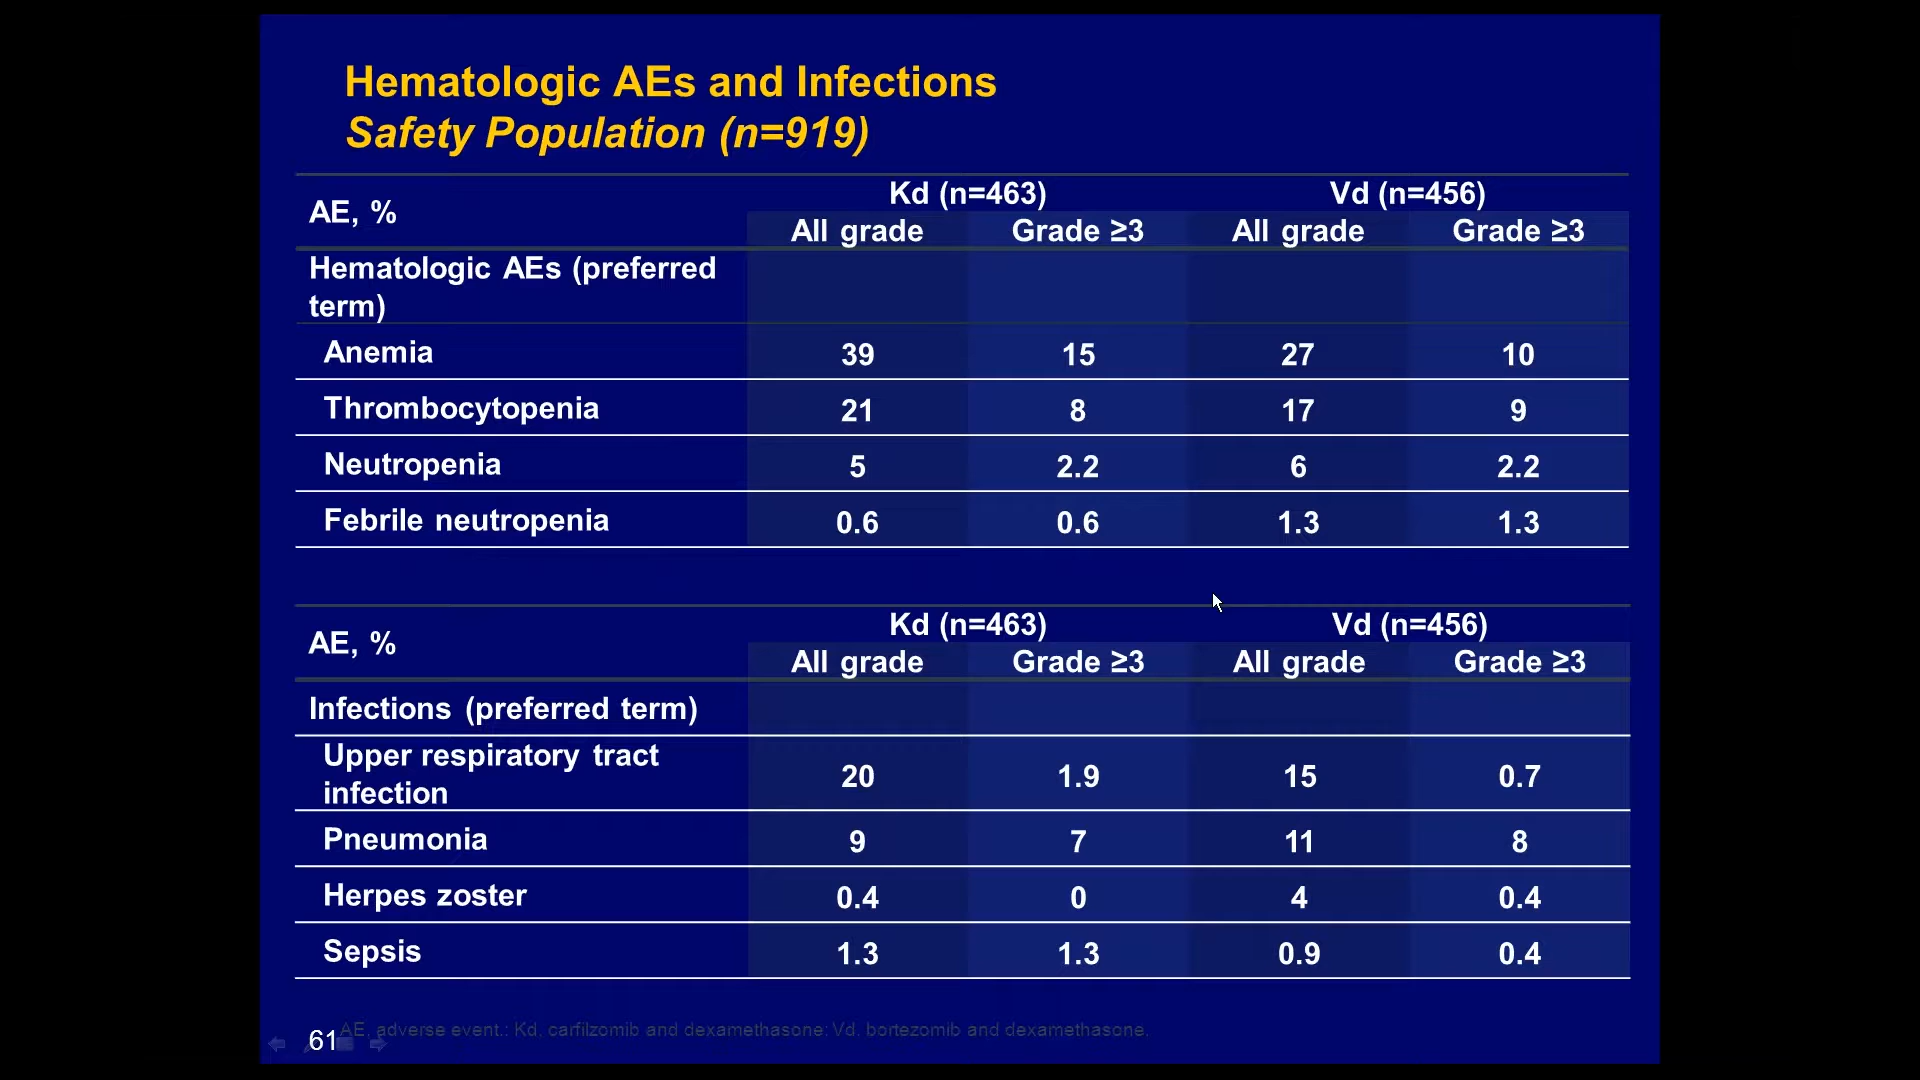 Hematologic AEs and Infections
Safety Population (n=919)
AE, % Kd (n=463) Vd (n=456)
All grade Grade ≥3 All grade Grade ≥3
Hematologic AEs (preferred
term)
Anemia 39 15 27 10
Thrombocytopenia 21 8 17 9
Neutropenia 5 2.2 6 2.2
Febrile neutropenia 0.6 0.6 1.3 1.3
AE, % Kd (n=463) Vd (n=456)
All grade Grade ≥3 All grade Grade ≥3
Infections (preferred term)
Upper respiratory tract
infection 20 1.9 15 0.7
Pneumonia 9 7 11 8
Herpes zoster 0.4 0 4 0.4
Sepsis 1.3 1.3 0.9 0.4
AE, adverse event.; Kd, carfilzomib and dexamethasone; Vd, bortezomib and dexamethasone.
61